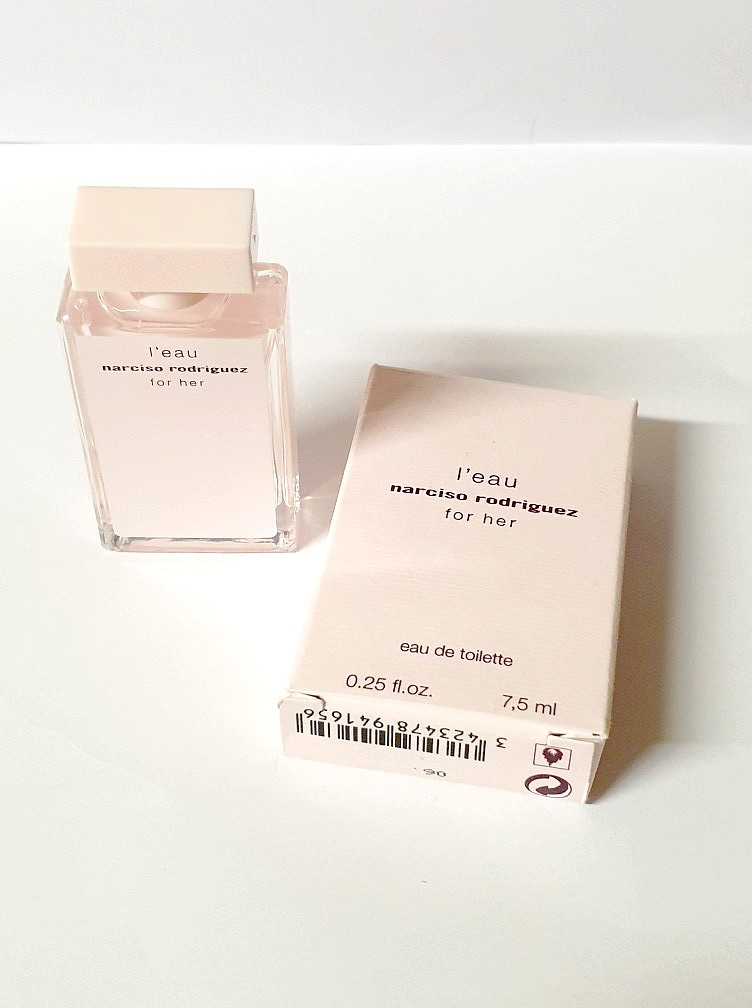 l'eau
narciso rodriguez
for her
l'eau
narciso rodriguez
for her
eau de toilette
0.25 fl.oz. 7,5 ml
3 423478 941656